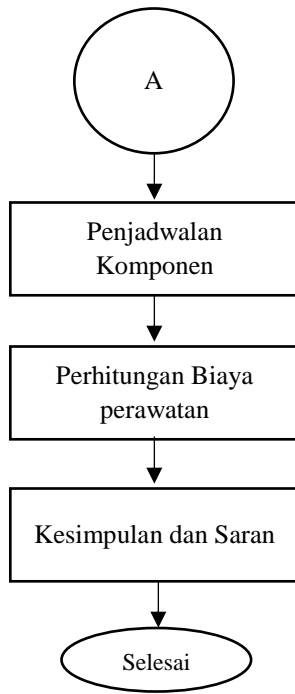 A
Penjadwalan
Komponen
Perhitungan Biaya
perawatan
Kesimpulan dan Saran
Selesai